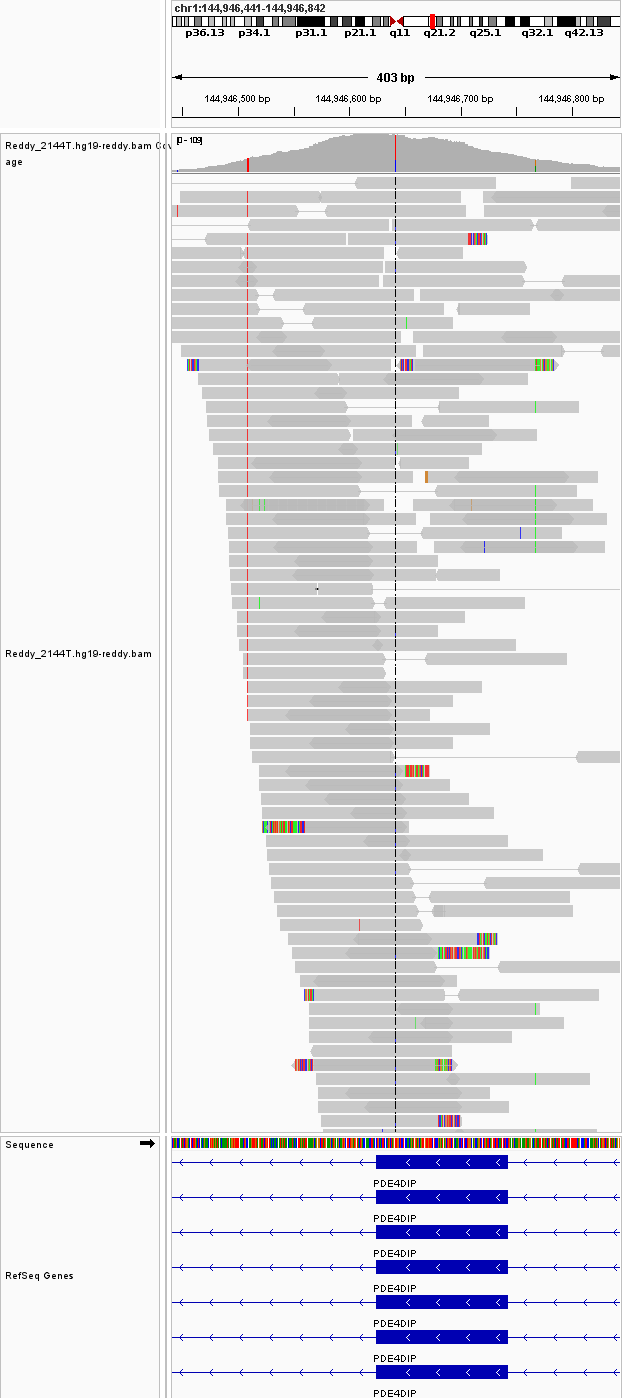 chr1:144,946,441-144,946,842
p36.13 p34.1 p31.1 p21.1 q11 q21.2 q25.1 q32.1 q42.13
403 bp
144,946,500 bp 144,946,600 bp 144,946,700 bp 144,946,800 bp
Reddy_2144T.hg19-reddy.bam Cov
age
[0 - 109]
Reddy_2144T.hg19-reddy.bam
Sequence
PDE4DIP
PDE4DIP
PDE4DIP
RefSeq Genes
PDE4DIP
PDE4DIP
PDE4DIP
PDE4DIP